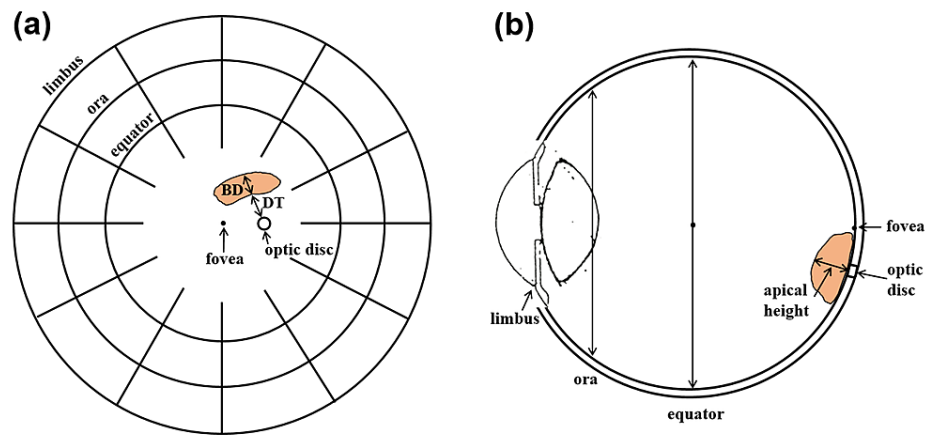 (a)
limbus
ora
equator
BD
DT
fovea
optic disc
(b)
fovea
optic
disc
apical
height
limbus
ora
equator